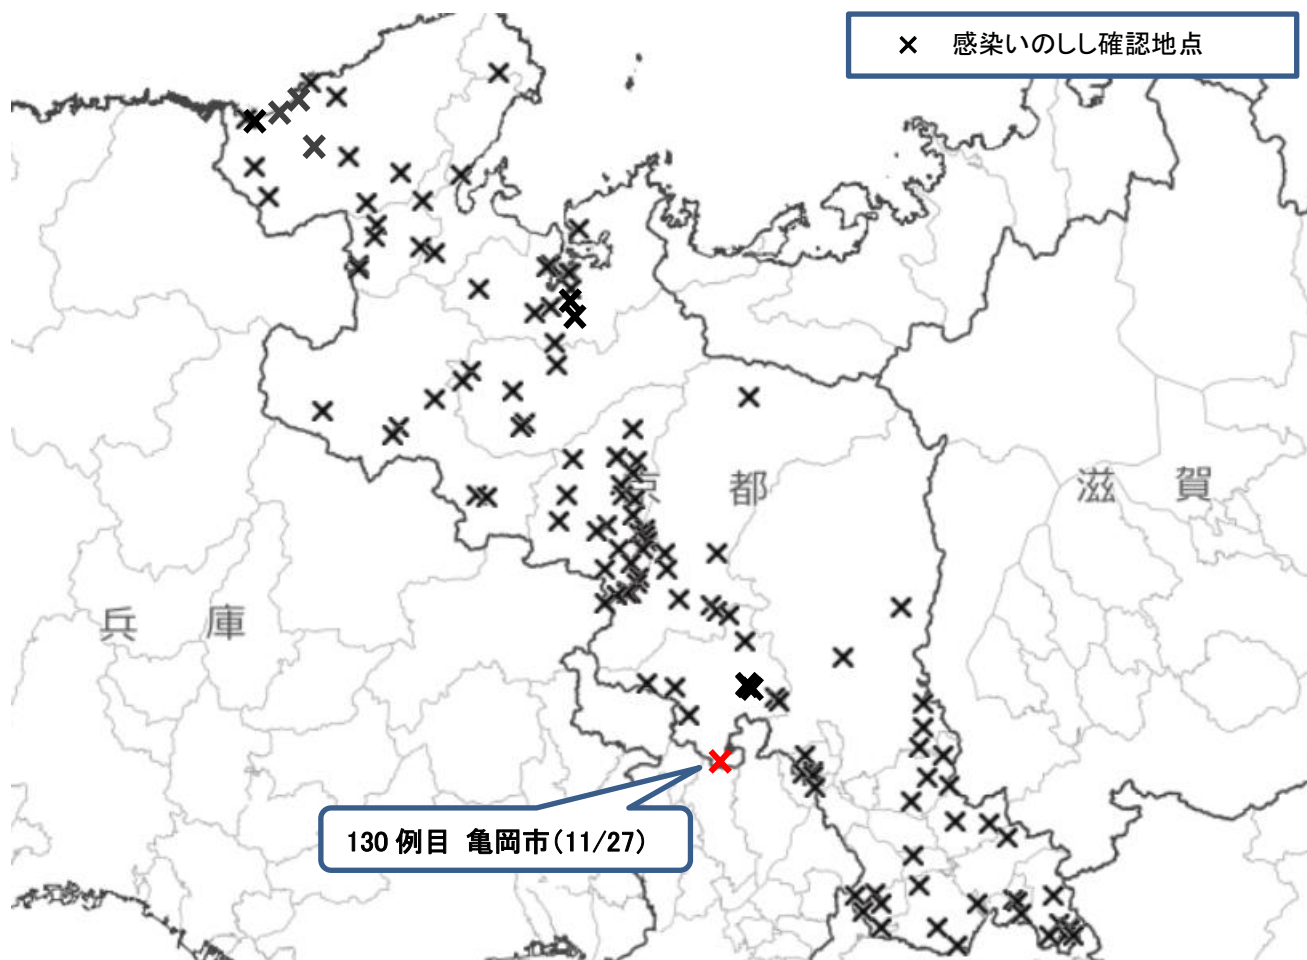 × 感染いのしし確認地点
京 都
滋 賀
兵 庫
130 例目 亀岡市(11/27)